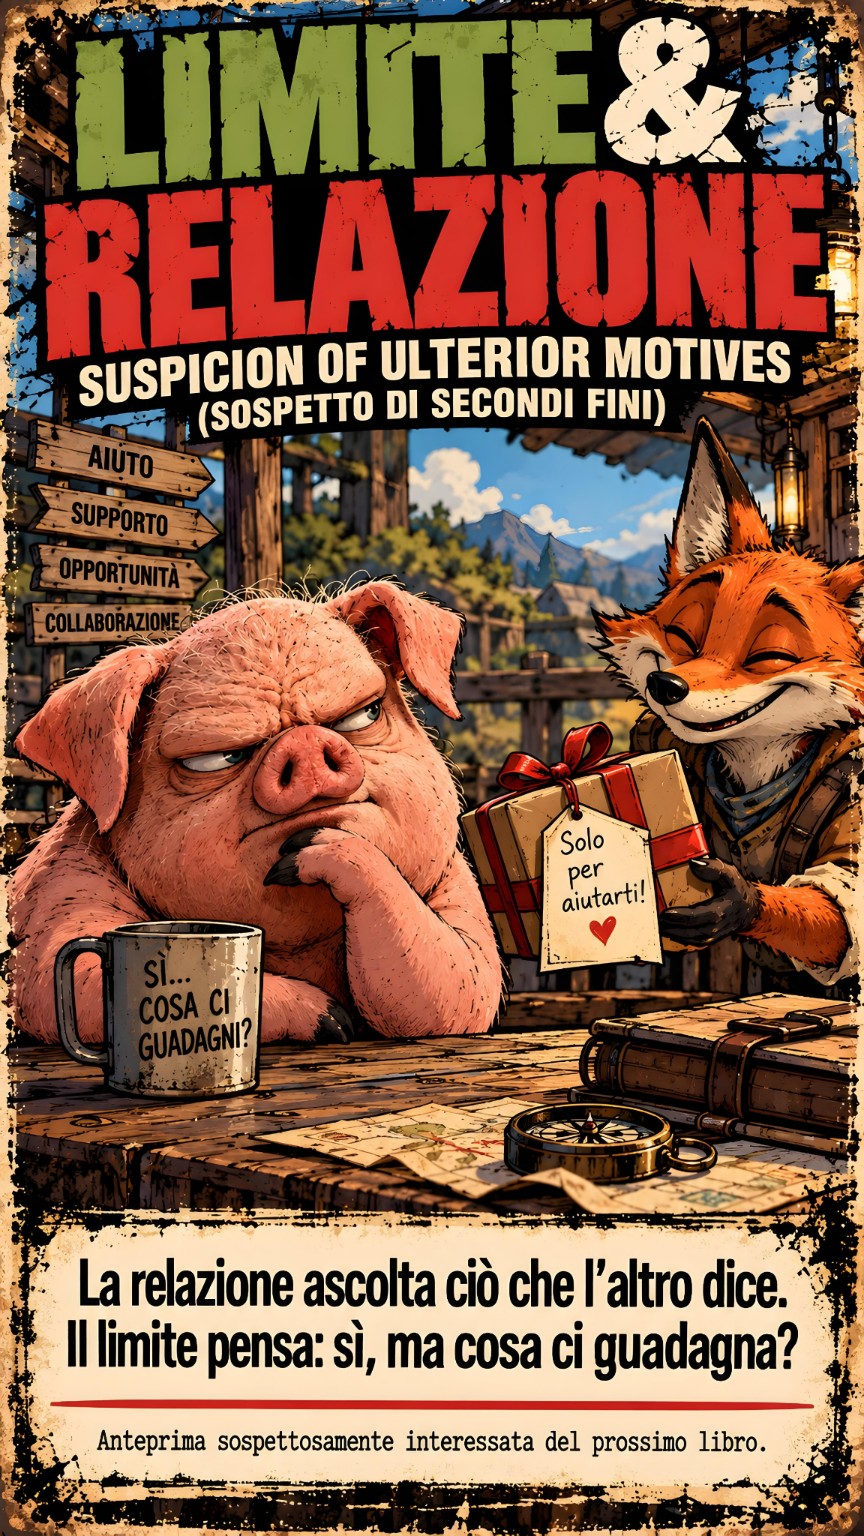 LIMITE &
RELAZIONE
SUSPICION OF ULTERIOR MOTIVES
(SOSPETTO DI SECONDI FINI)
AIUTO
SUPPORTO
OPPORTUNITÀ
COLLABORAZIONE
Solo
per
aiutarti!
SÌ...
COSA CI
GUADAGNI?
La relazione ascolta ciò che l'altro dice.
Il limite pensa: sì, ma cosa ci guadagna?
Anteprima sospettosamente interessata del prossimo libro.